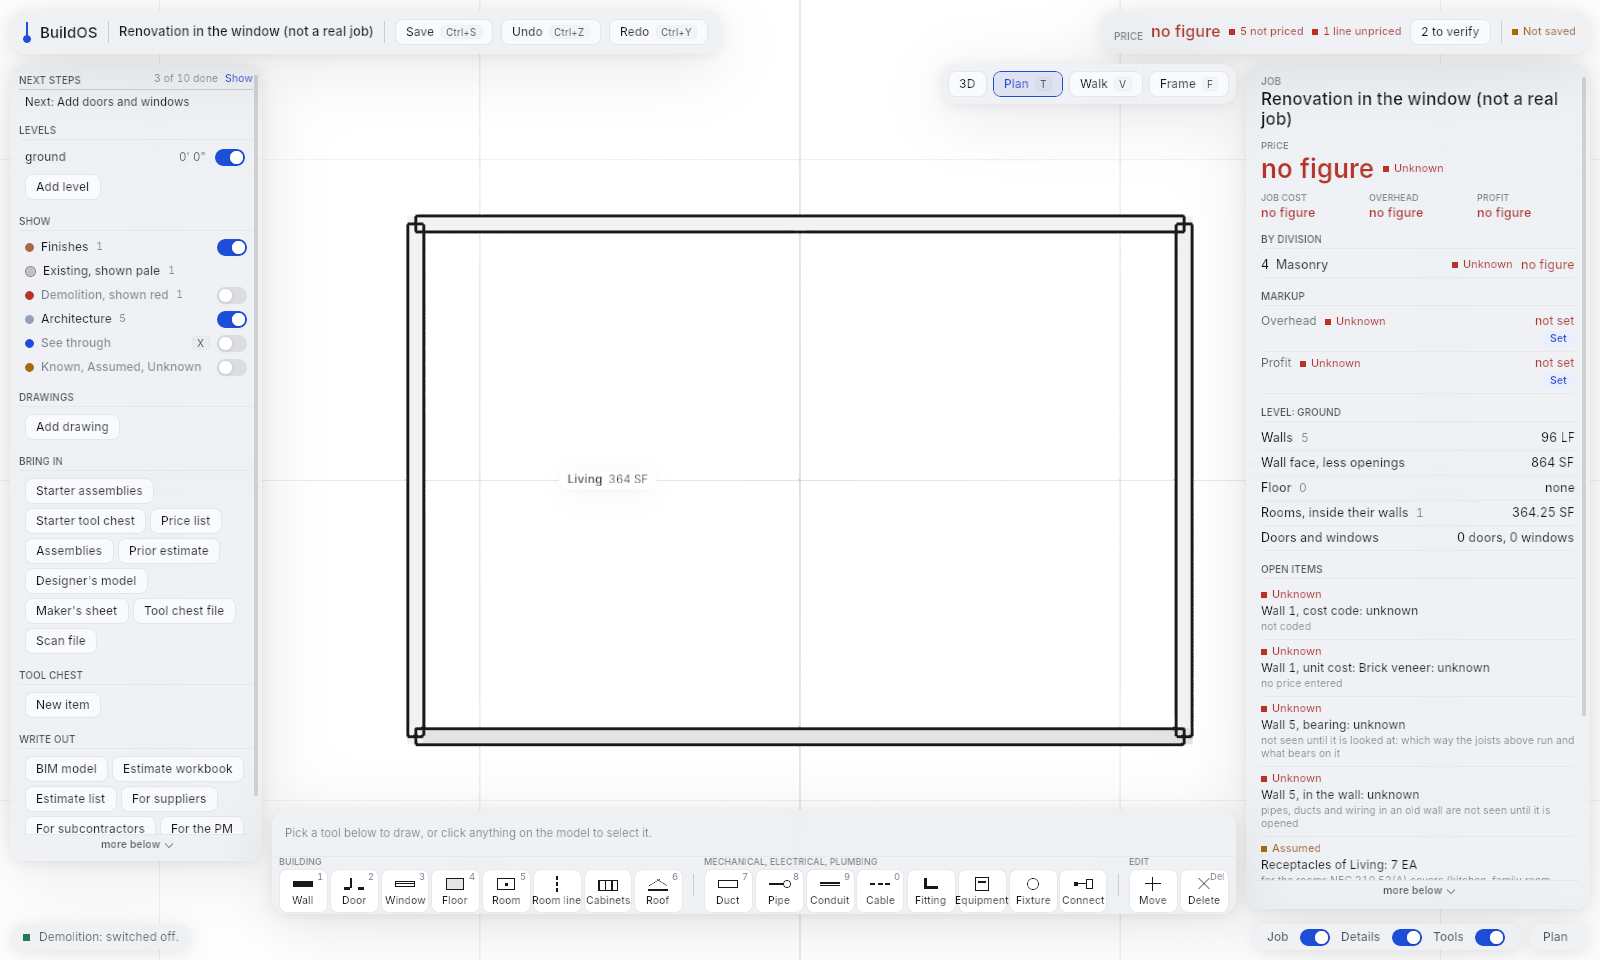 BuildOS
Renovation in the window (not a real job)
Save Ctrl+S
Undo Ctrl+Z
Redo Ctrl+Y
PRICE no figure 5 not priced 1 line unpriced 2 to verify Not saved
3D
Plan T
Walk V
Frame F
NEXT STEPS 3 of 10 done Show
Next: Add doors and windows
LEVELS
ground 0' 0"
Add level
SHOW
Finishes 1
Existing, shown pale 1
Demolition, shown red 1
Architecture 5
See through X
Known, Assumed, Unknown
DRAWINGS
Add drawing
BRING IN
Starter assemblies
Starter tool chest Price list
Assemblies Prior estimate
Designer's model
Maker's sheet Tool chest file
Scan file
TOOL CHEST
New item
WRITE OUT
BIM model Estimate workbook
Estimate list For suppliers
For subcontractors For the PM
more below
Demolition: switched off.
Living 364 SF
Pick a tool below to draw, or click anything on the model to select it.
BUILDING
Wall 1
Door 2
Window 3
Floor 4
Room 5
Room line
Cabinets
Roof 6
MECHANICAL, ELECTRICAL, PLUMBING
Duct 7
Pipe 8
Conduit 9
Cable 0
Fitting
Equipment
Fixture
Connect
EDIT
Move
Delete Del
JOB
Renovation in the window (not a real
job)
PRICE
no figure Unknown
JOB COST OVERHEAD PROFIT
no figure no figure no figure
BY DIVISION
4 Masonry Unknown no figure
MARKUP
Overhead Unknown not set
Set
Profit Unknown not set
Set
LEVEL: GROUND
Walls 5 96 LF
Wall face, less openings 864 SF
Floor 0 none
Rooms, inside their walls 1 364.25 SF
Doors and windows 0 doors, 0 windows
OPEN ITEMS
Unknown
Wall 1, cost code: unknown
not coded
Unknown
Wall 1, unit cost: Brick veneer: unknown
no price entered
Unknown
Wall 5, bearing: unknown
not seen until it is looked at: which way the joists above run and
what bears on it
Unknown
Wall 5, in the wall: unknown
pipes, ducts and wiring in an old wall are not seen until it is
opened
Assumed
Receptacles of Living: 7 EA
for the rooms NEC 210.52(A) covers (kitchen, family room,
more below
Job Details Tools Plan